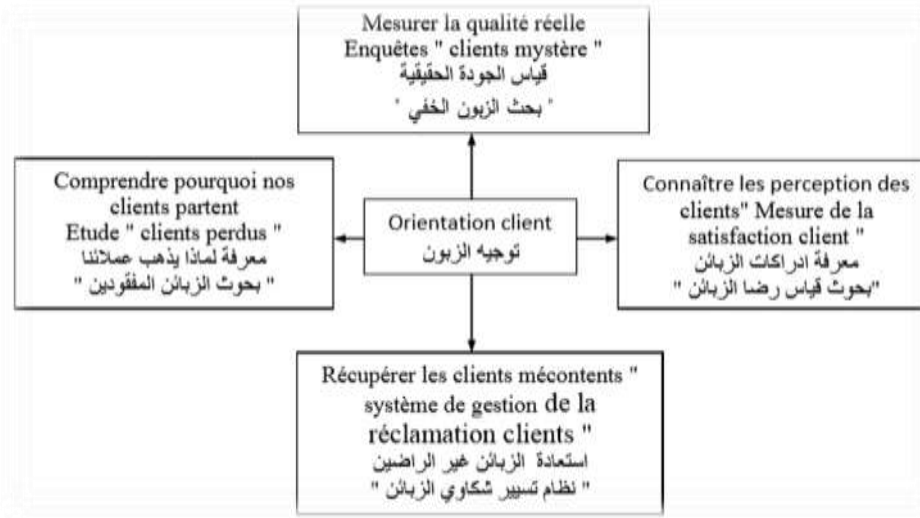 Mesurer la qualité réelle
Enquêtes " clients mystère "
قياس الجودة الحقيقية
" بحث الزبون الخفي "
Comprendre pourquoi nos
clients partent
Etude " clients perdus "
معرفة لماذا يذهب عملائنا
" بحوث الزبائن المفقودين "
Orientation client
توجيه الزبون
Connaître les perception des
clients" Mesure de la
satisfaction client "
معرفة ادراكات الزبائن
"بحوث قياس رضا الزبائن "
Récupérer les clients mécontents "
système de gestion de la
réclamation clients "
استعادة الزبائن غير الراضين
" نظام تسيير شكاوي الزبائن "